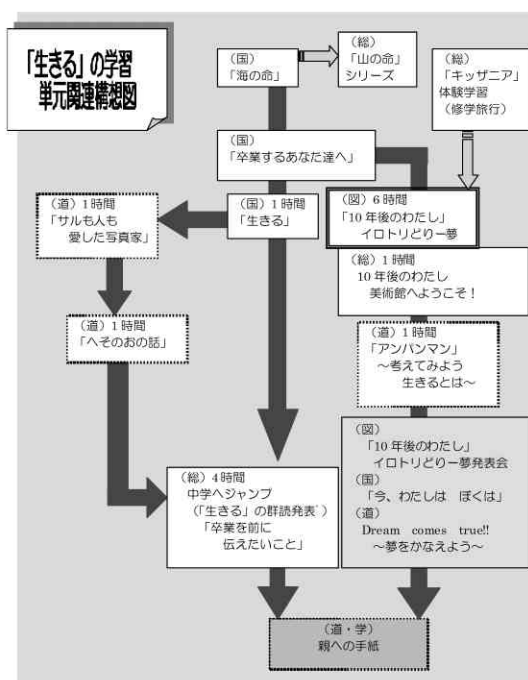 「生きる」の学習
単元関連構想図
（国）
「海の命」
（総）
「山の命」
シリーズ
（総）
「キッザニア」
体験学習
（修学旅行）
（国）
「卒業するあなた達へ」
（道）1時間
「サルも人も
愛した写真家」
（国）1時間
「生きる」
（図）6時間
「10年後のわたし」
イロトリどりー夢
（総）1時間
10年後のわたし
美術館へようこそ！
（道）1時間
「へそのおの話」
（道）1時間
「アンパンマン」
～考えてみよう
生きるとは～
（総）4時間
中学へジャンプ
（「生きる」の群読発表）
「卒業を前に
伝えたいこと」
（図）
「10年後のわたし」
イロトリどりー夢発表会
（国）
「今、わたしは　ぼくは」
（道）
Dream comes true!!
～夢をかなえよう～
（道・学）
親への手紙